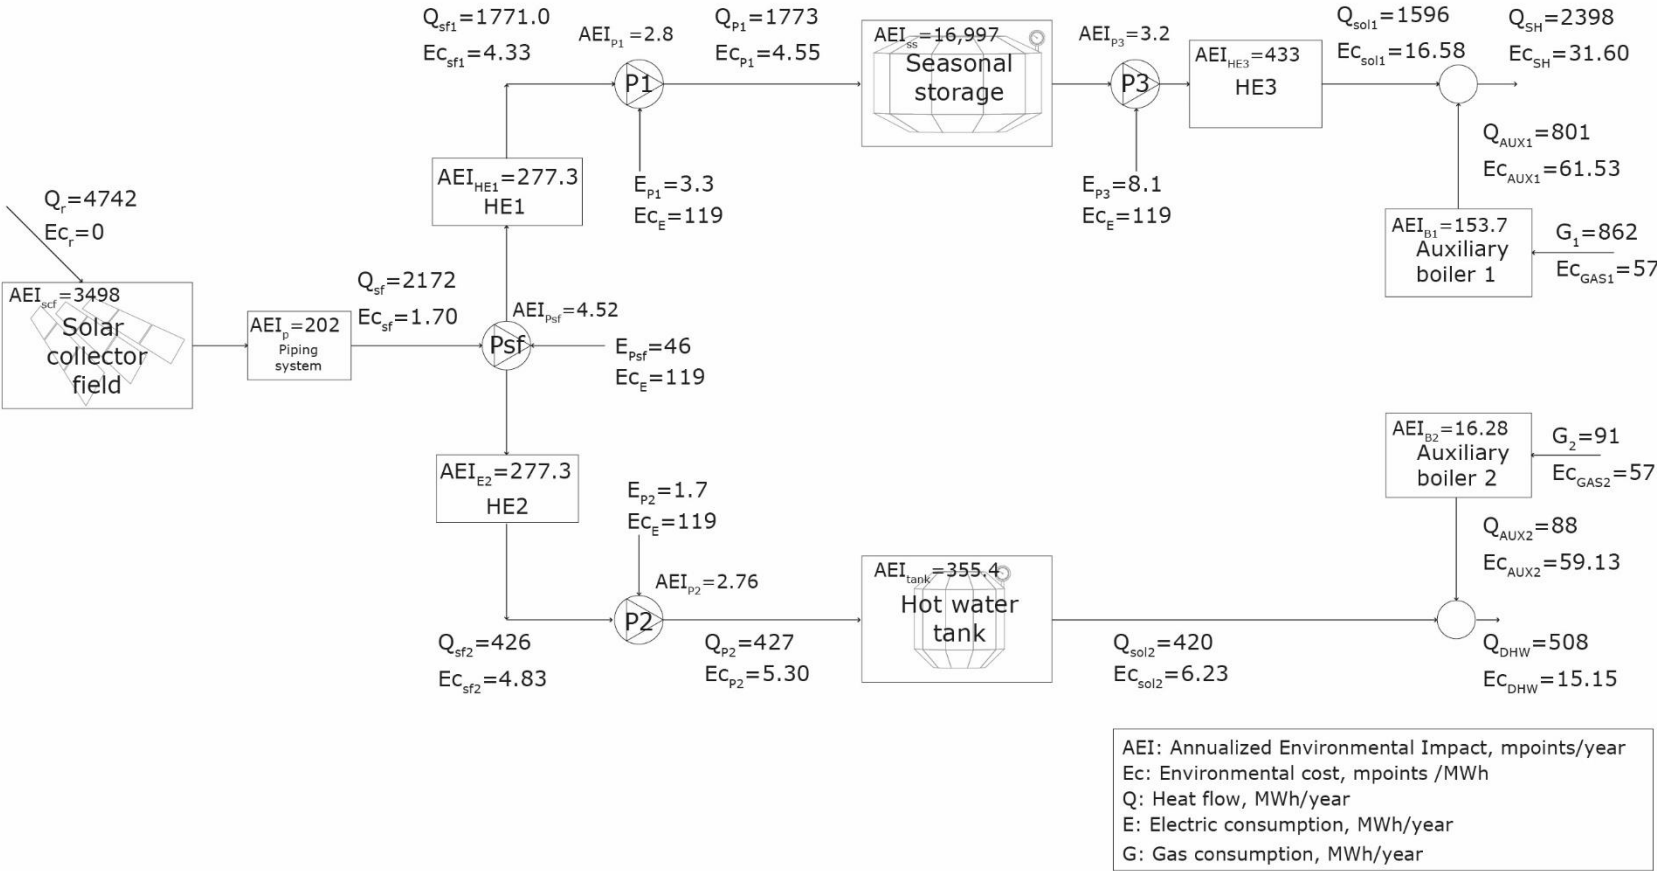 Q_sf1=1771.0
Ec_sf1=4.33
AEI_P1 =2.8
Q_P1=1773
Ec_P1=4.55
AEI_ss=16,997
Seasonal
storage
AEI_P3=3.2
AEI_HE3=433
HE3
Q_sol1=1596
Ec_sol1=16.58
Q_SH=2398
Ec_SH=31.60
P1
P3
Q_AUX1=801
Ec_AUX1=61.53
AEI_HE1=277.3
HE1
E_P1=3.3
Ec_E=119
E_P3=8.1
Ec_E=119
Q_r=4742
Ec_r=0
AEI_B1=153.7
Auxiliary
boiler 1
G_1=862
Ec_GAS1=57
AEI_scf=3498
Solar
collector
field
AEI_p=202
Piping
system
Q_sf=2172
Ec_sf=1.70
AEI_Psf=4.52
Psf
E_Psf=46
Ec_E=119
AEI_E2=277.3
HE2
E_P2=1.7
Ec_E=119
AEI_B2=16.28
Auxiliary
boiler 2
G_2=91
Ec_GAS2=57
Q_AUX2=88
Ec_AUX2=59.13
AEI_P2=2.76
P2
AEI_tank=355.4
Hot water
tank
Q_sf2=426
Ec_sf2=4.83
Q_P2=427
Ec_P2=5.30
Q_sol2=420
Ec_sol2=6.23
Q_DHW=508
Ec_DHW=15.15
AEI: Annualized Environmental Impact, mpoints/year
Ec: Environmental cost, mpoints /MWh
Q: Heat flow, MWh/year
E: Electric consumption, MWh/year
G: Gas consumption, MWh/year